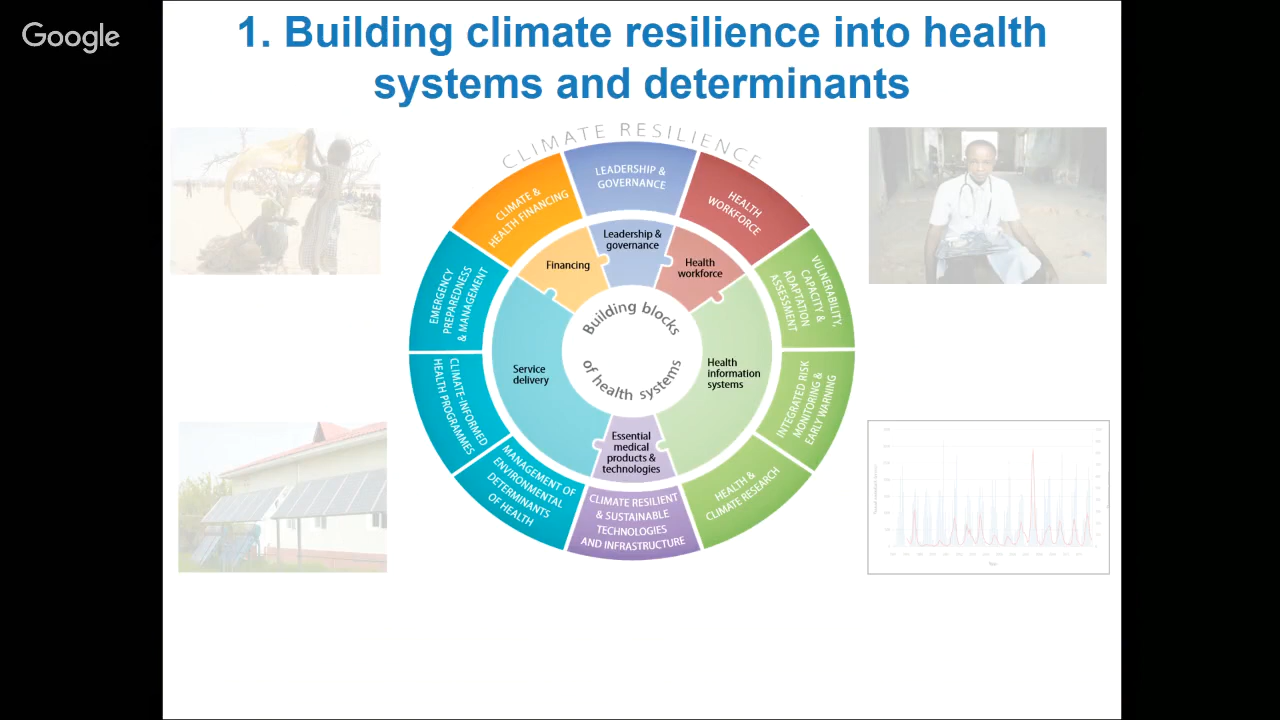 Google
1. Building climate resilience into health
systems and determinants
CLIMATE RESILIENCE
LEADERSHIP &
GOVERNANCE
HEALTH
WORKFORCE
VULNERABILITY,
CAPACITY &
ADAPTATION
ASSESSMENT
INTEGRATED RISK
MONITORING &
EARLY WARNING
HEALTH &
CLIMATE RESEARCH
CLIMATE RESILIENT
& SUSTAINABLE
TECHNOLOGIES
AND INFRASTRUCTURE
MANAGEMENT OF
ENVIRONMENTAL
DETERMINANTS
OF HEALTH
CLIMATE-INFORMED
HEALTH PROGRAMMES
EMERGENCY
PREPAREDNESS
& MANAGEMENT
CLIMATE &
HEALTH FINANCING
Leadership &
governance
Health
workforce
Health
information
systems
Essential
medical
products &
technologies
Service
delivery
Financing
Building blocks
of health systems